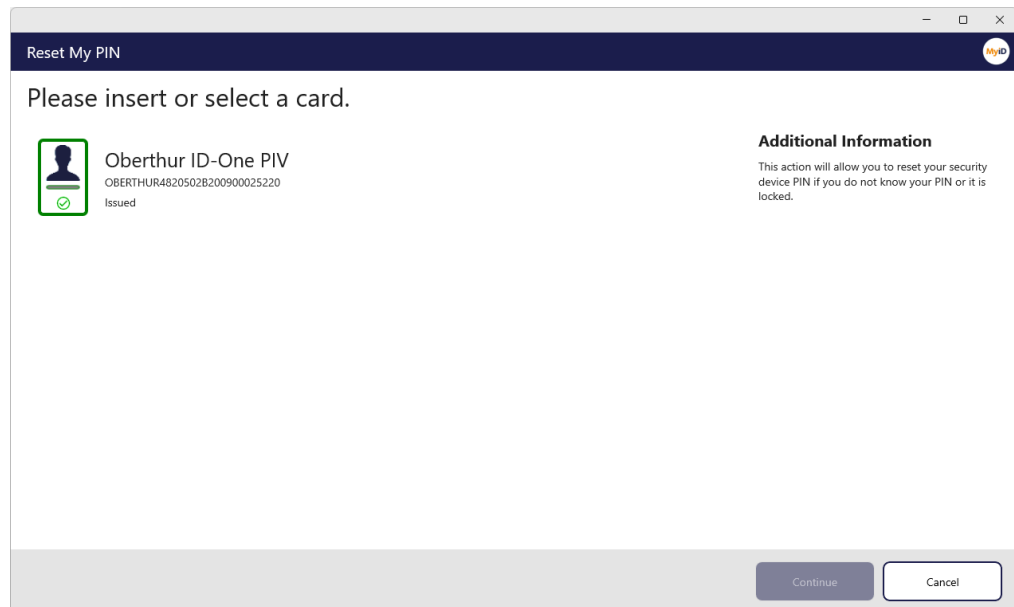 Reset My PIN
MyID
Please insert or select a card.
Oberthur ID-One PIV
OBERTHUR4820502B200900025220
Issued
Additional Information
This action will allow you to reset your security
device PIN if you do not know your PIN or it is
locked.
Continue
Cancel